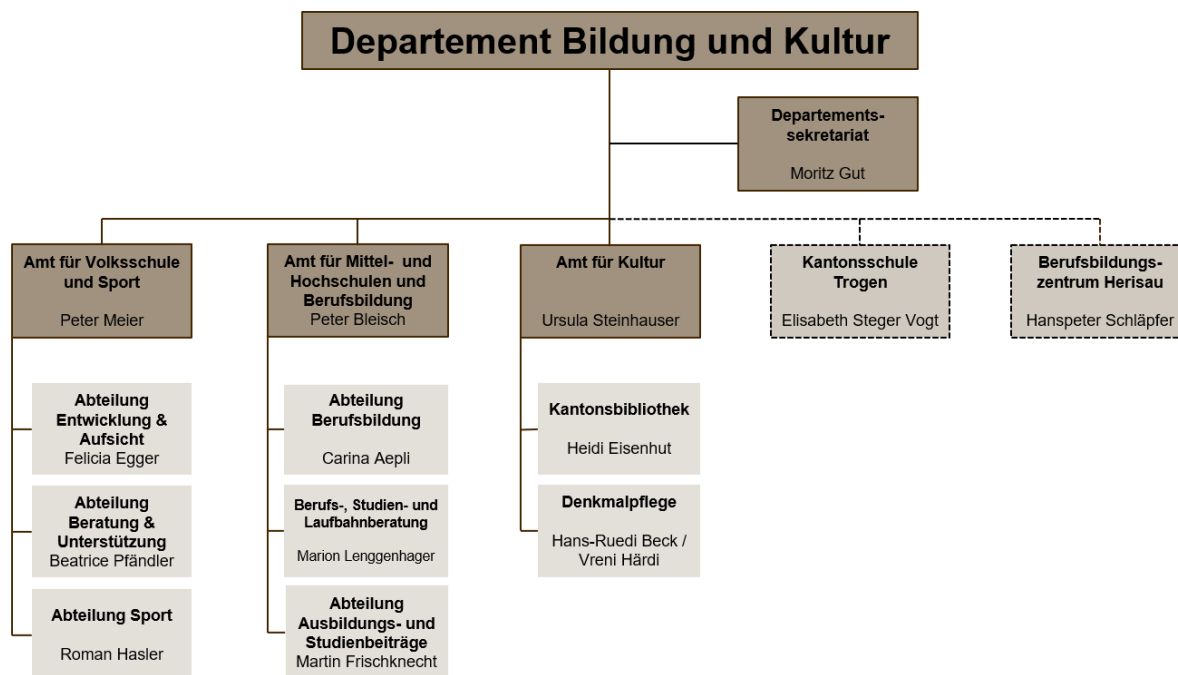 Departement Bildung und Kultur
Departements-
sekretariat
Moritz Gut
Amt für Volksschule
und Sport
Peter Meier
Amt für Mittel- und
Hochschulen und
Berufsbildung
Peter Bleisch
Amt für Kultur
Ursula Steinhauser
Kantonsschule
Trogen
Elisabeth Steger Vogt
Berufsbildungs-
zentrum Herisau
Hanspeter Schläpfer
Abteilung
Entwicklung &
Aufsicht
Felicia Egger
Abteilung
Beratung &
Unterstützung
Beatrice Pfändler
Abteilung Sport
Roman Hasler
Abteilung
Berufsbildung
Carina Aepli
Berufs-, Studien- und
Laufbahnberatung
Marion Lenggenhager
Abteilung
Ausbildungs- und
Studienbeiträge
Martin Frischknecht
Kantonsbibliothek
Heidi Eisenhut
Denkmalpflege
Hans-Ruedi Beck /
Vreni Härdi